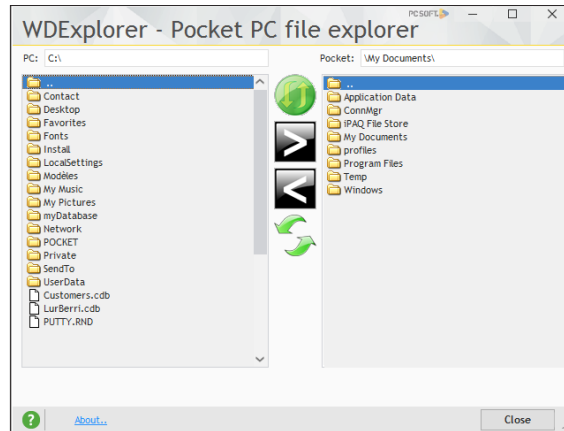 PC SOFT
WDExplorer - Pocket PC file explorer
PC: C:\
Pocket: \My Documents\
..
Contact
Desktop
Favorites
Fonts
Install
LocalSettings
Modèles
My Music
My Pictures
myDatabase
Network
POCKET
Private
SendTo
UserData
Customers.cdb
LurBerri.cdb
PUTTY.RND
..
Application Data
ConnMgr
iPAQ File Store
My Documents
profiles
Program Files
Temp
Windows
? About.. Close